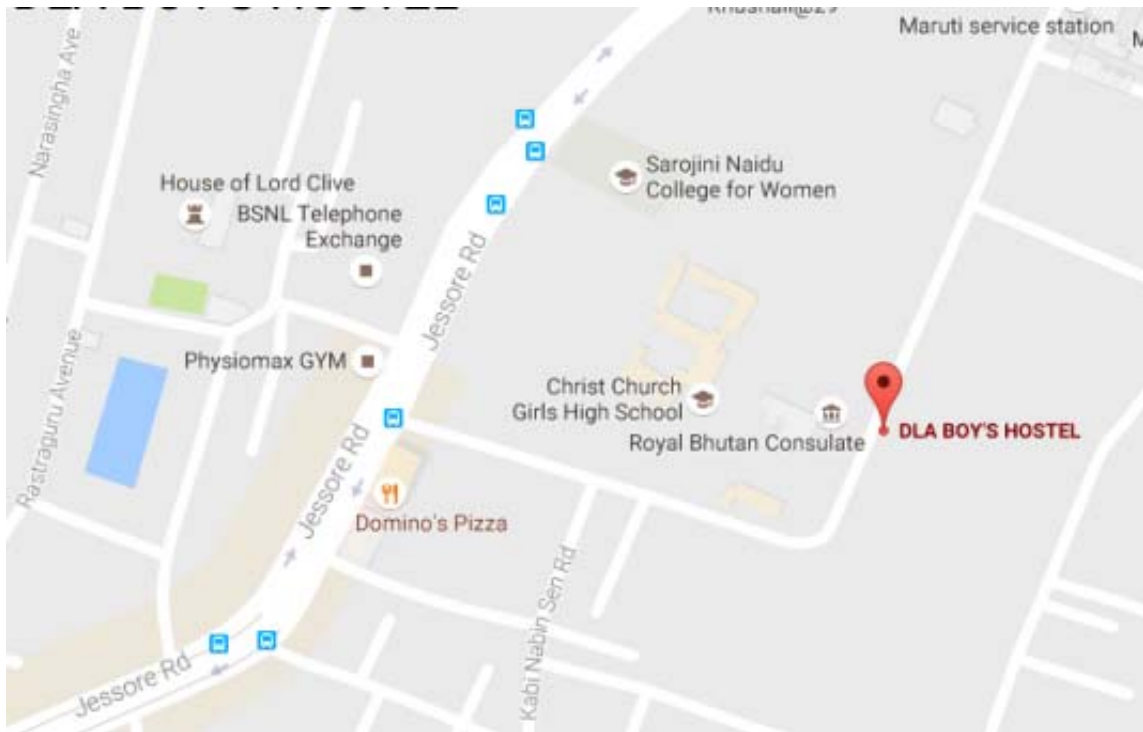 Khushali@29
Maruti service station
Narasingha Ave
Sarojini Naidu
College for Women
House of Lord Clive
BSNL Telephone
Exchange
Jessore Rd
Physiomax GYM
Rastraguru Avenue
Christ Church
Girls High School
Royal Bhutan Consulate
DLA BOY'S HOSTEL
Jessore Rd
Domino's Pizza
Kabi Nabin Sen Rd
Jessore Rd